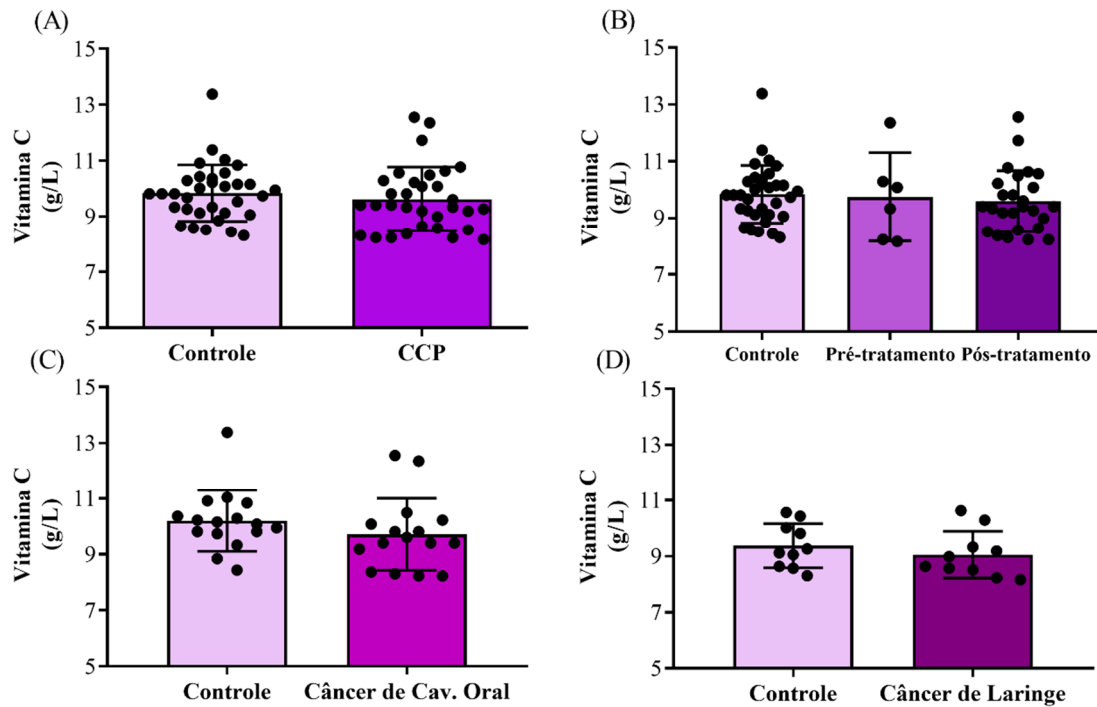 (A)
Vitamina C
(g/L)
15
13
11
9
7
5
Controle
CCP
(B)
Vitamina C
(g/L)
15
13
11
9
7
5
Controle
Pré-tratamento
Pós-tratamento
(C)
Vitamina C
(g/L)
15
13
11
9
7
5
Controle
Câncer de Cav. Oral
(D)
Vitamina C
(g/L)
15
13
11
9
7
5
Controle
Câncer de Laringe